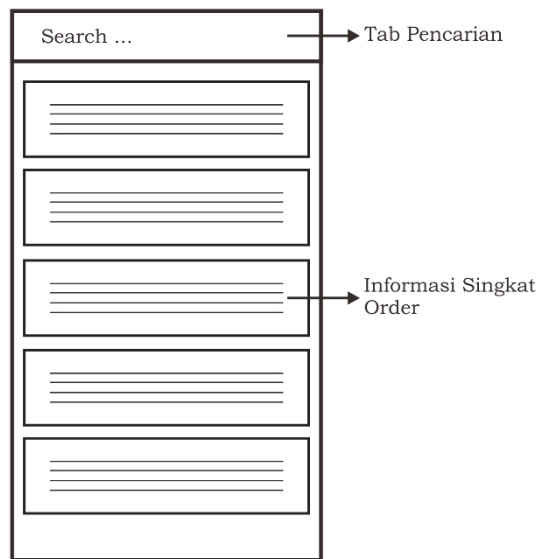 Search ...
Tab Pencarian
Informasi Singkat
Order